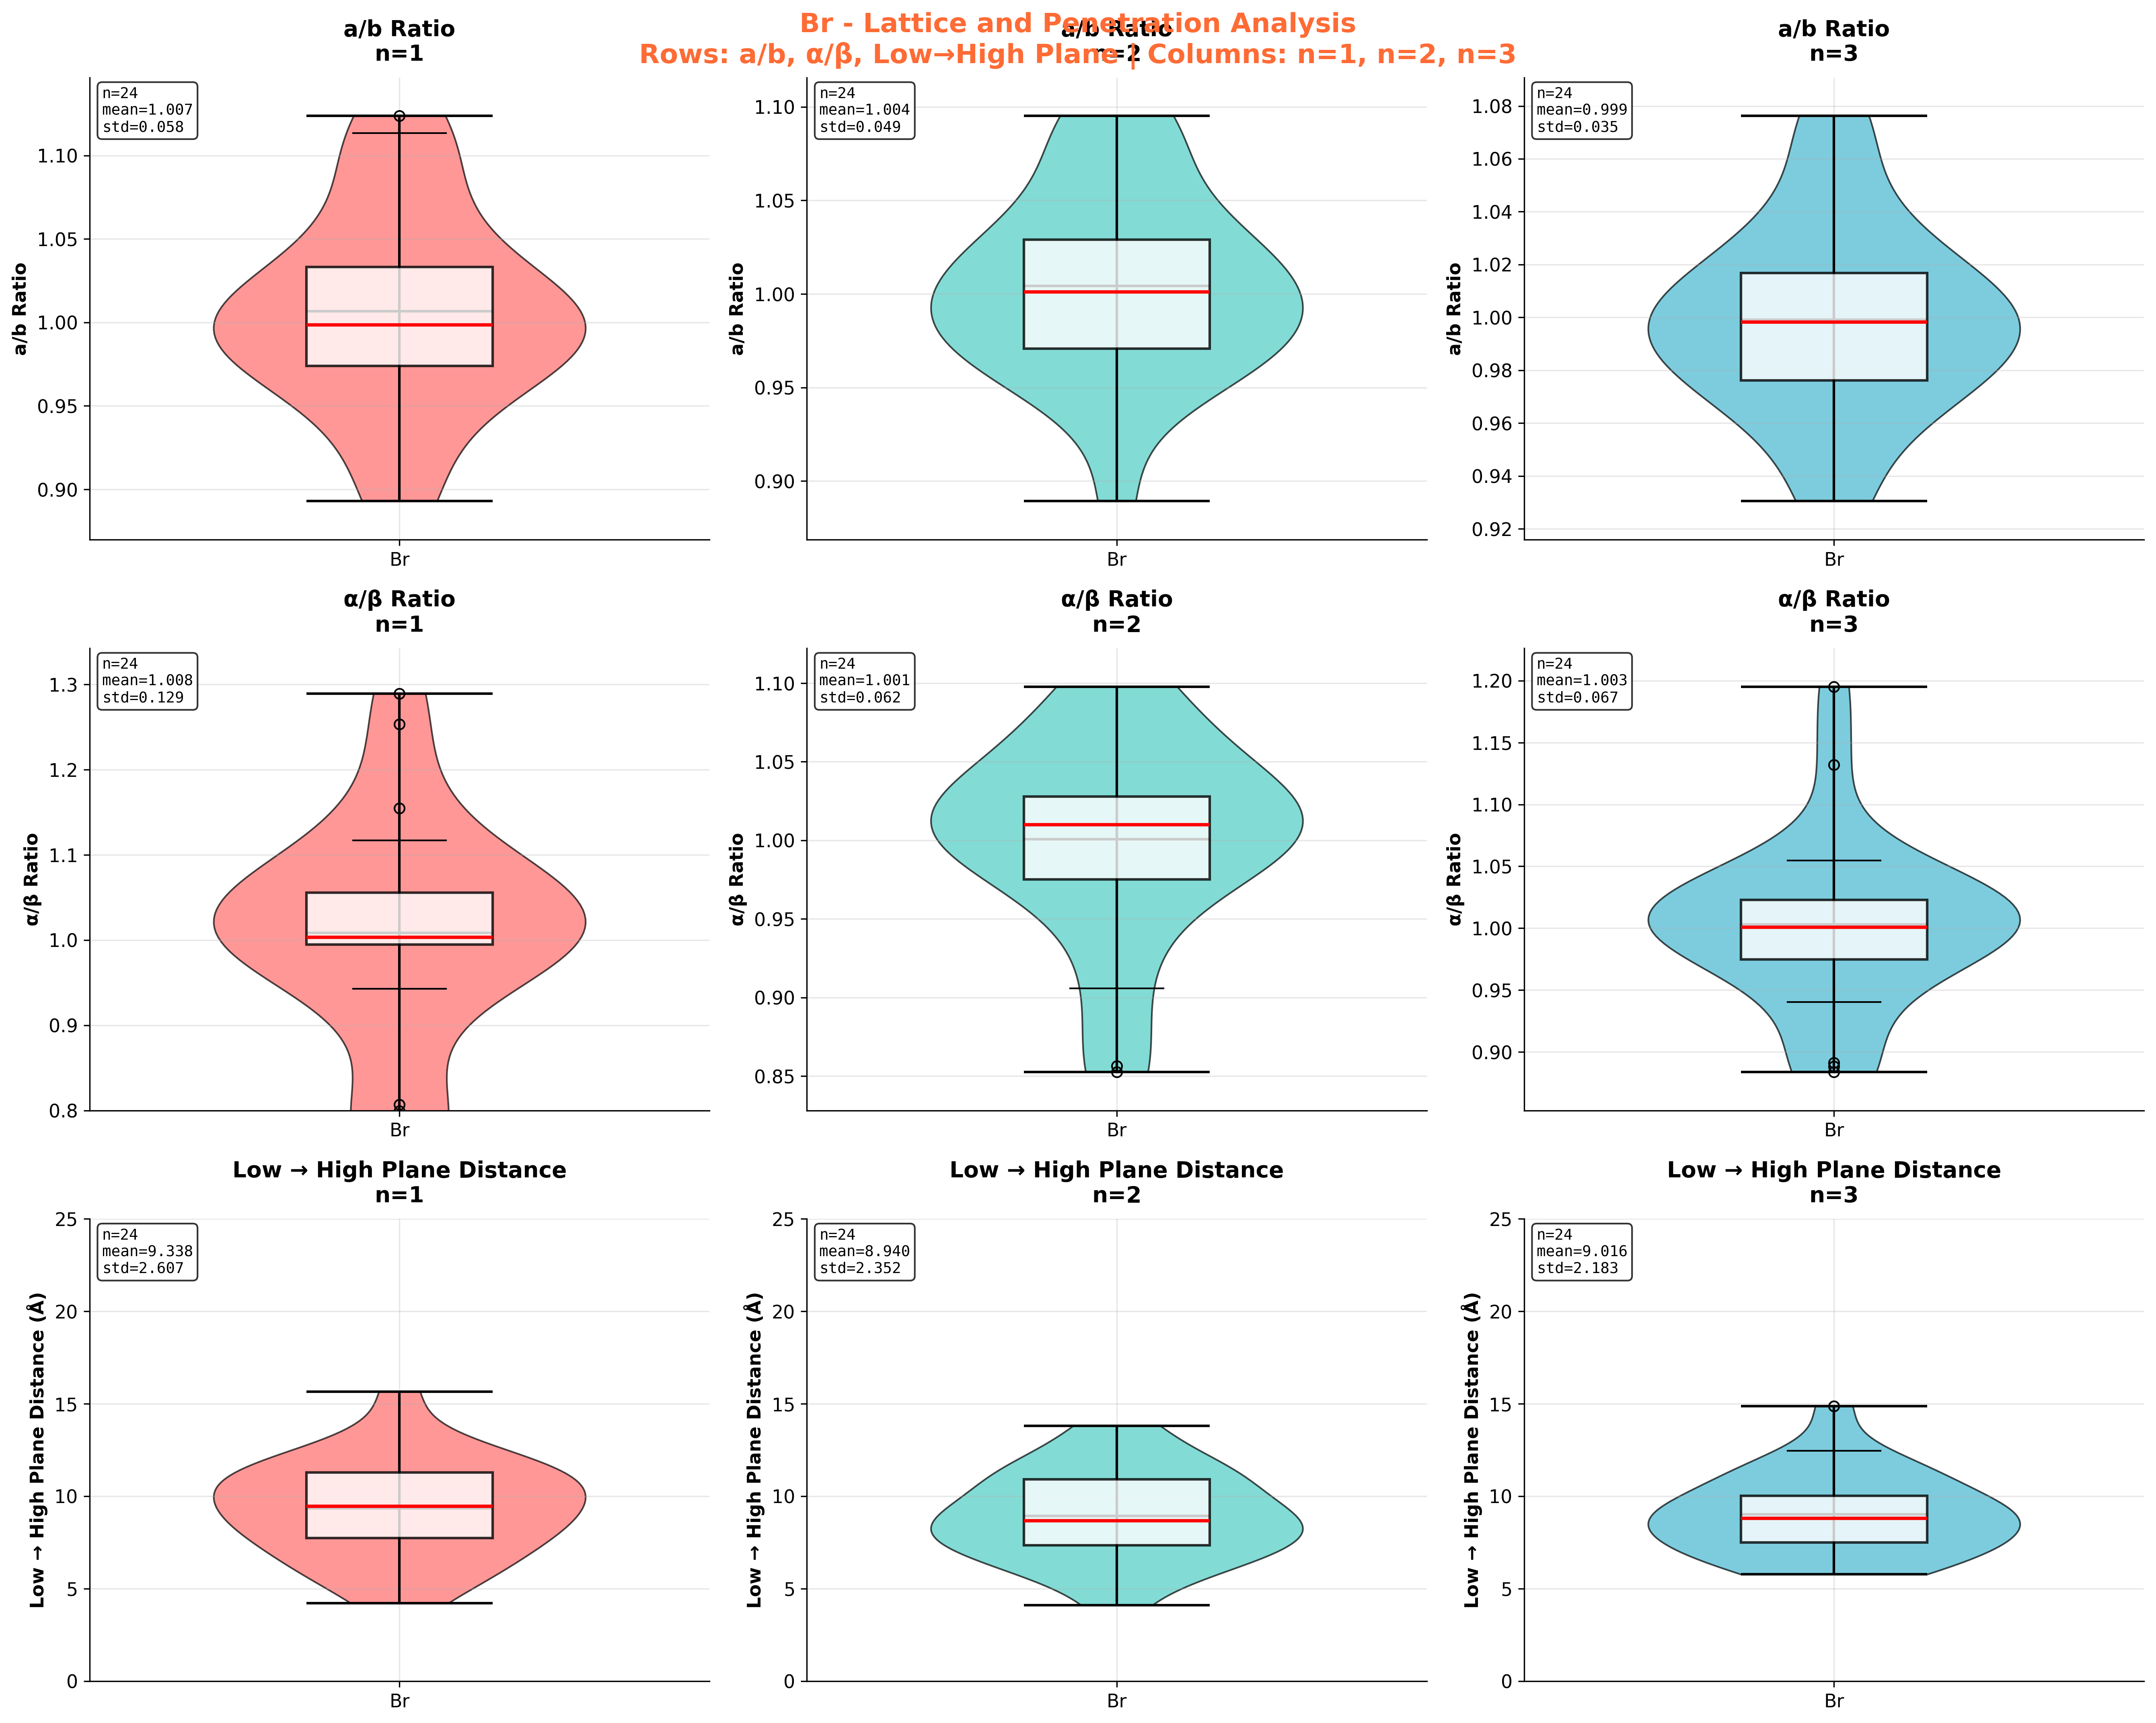 Br - Lattice and Penetration Analysis
Rows: a/b, α/β, Low→High Plane | Columns: n=1, n=2, n=3
a/b Ratio
n=1
n=24
mean=1.007
std=0.058
a/b Ratio
1.10
1.05
1.00
0.95
0.90
Br
a/b Ratio
n=2
n=24
mean=1.004
std=0.049
a/b Ratio
1.10
1.05
1.00
0.95
0.90
Br
a/b Ratio
n=3
n=24
mean=0.999
std=0.035
a/b Ratio
1.08
1.06
1.04
1.02
1.00
0.98
0.96
0.94
0.92
Br
α/β Ratio
n=1
n=24
mean=1.008
std=0.129
α/β Ratio
1.3
1.2
1.1
1.0
0.9
0.8
Br
α/β Ratio
n=2
n=24
mean=1.001
std=0.062
α/β Ratio
1.10
1.05
1.00
0.95
0.90
0.85
Br
α/β Ratio
n=3
n=24
mean=1.003
std=0.067
α/β Ratio
1.20
1.15
1.10
1.05
1.00
0.95
0.90
Br
Low → High Plane Distance
n=1
n=24
mean=9.338
std=2.607
Low → High Plane Distance (Å)
25
20
15
10
5
0
Br
Low → High Plane Distance
n=2
n=24
mean=8.940
std=2.352
Low → High Plane Distance (Å)
25
20
15
10
5
0
Br
Low → High Plane Distance
n=3
n=24
mean=9.016
std=2.183
Low → High Plane Distance (Å)
25
20
15
10
5
0
Br